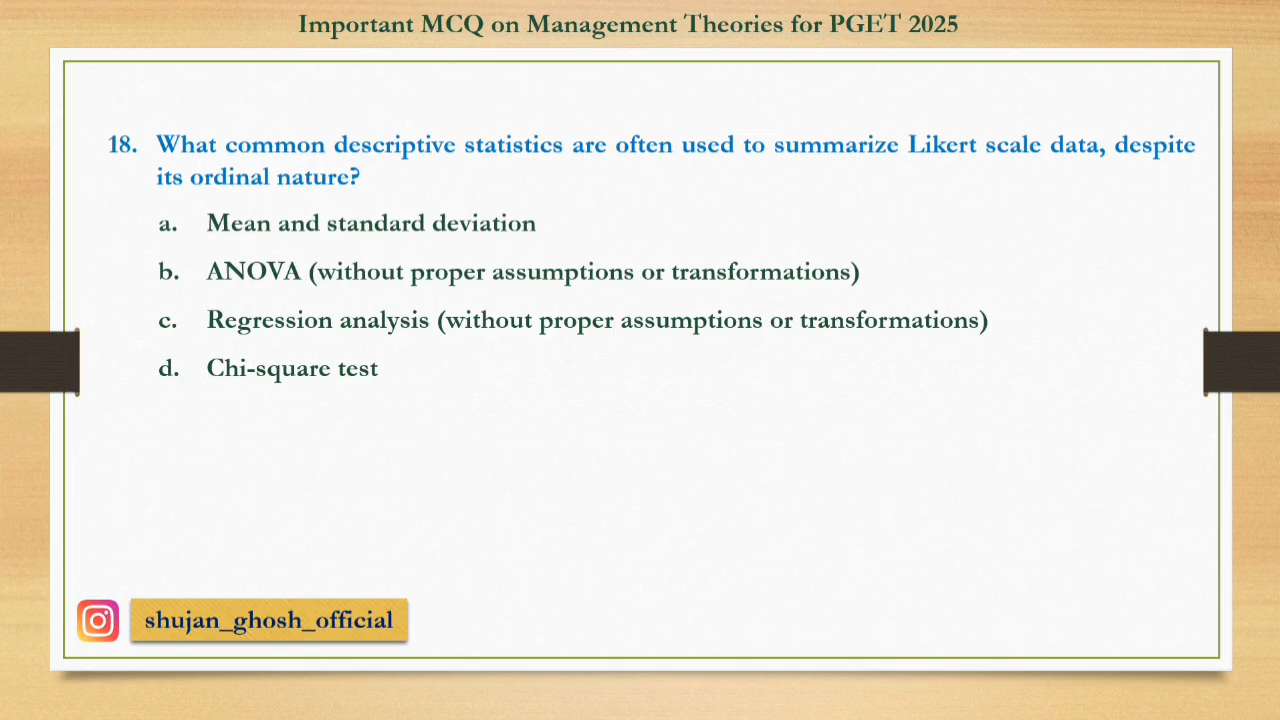 Important MCQ on Management Theories for PGET 2025
18. What common descriptive statistics are often used to summarize Likert scale data, despite
its ordinal nature?
a. Mean and standard deviation
b. ANOVA (without proper assumptions or transformations)
c. Regression analysis (without proper assumptions or transformations)
d. Chi-square test
shujan_ghosh_official